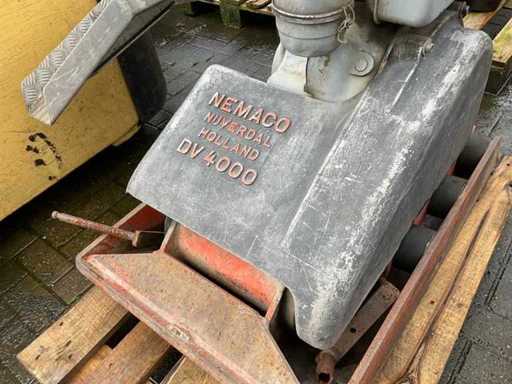 NEMACO
NIJVERDAL
HOLLAND
DV 4000